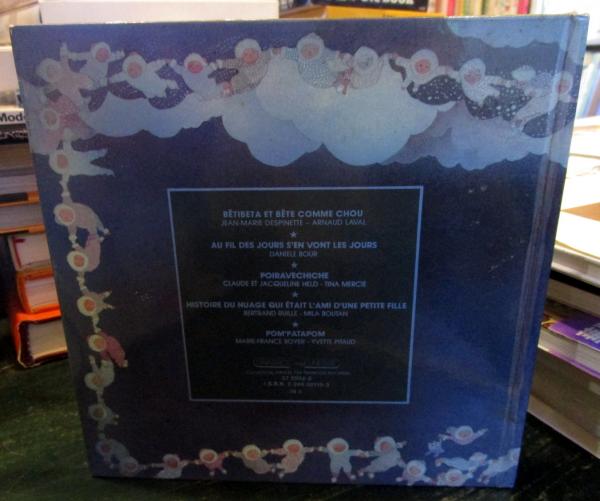 BÊTIBETA ET BÊTE COMME CHOU
JEAN-MARIE DESPINETTE - ARNAUD LAVAL
★
AU FIL DES JOURS S'EN VONT LES JOURS
DANIELE BOUR
★
POIRAVECHICHE
CLAUDE ET JACQUELINE HELD - TINA MERCIE
★
HISTOIRE DU NUAGE QUI ÉTAIT L'AMI D'UNE PETITE FILLE
BERTRAND RUILLE - MILA BOUTAN
★
POM'PATAPOM
MARIE-FRANCE BOYER - YVETTE PITAUD
Mod